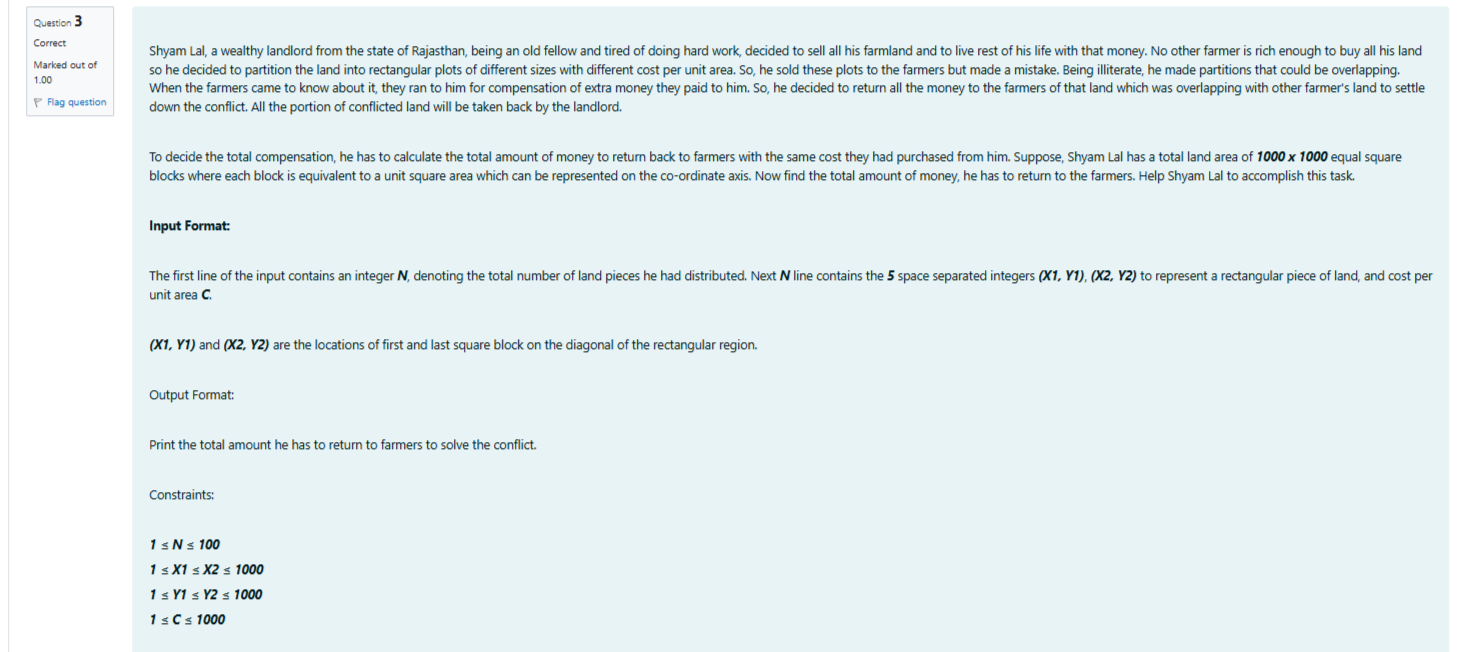 Question 3
Correct
Marked out of
1.00
Flag question
Shyam Lal, a wealthy landlord from the state of Rajasthan, being an old fellow and tired of doing hard work, decided to sell all his farmland and to live rest of his life with that money. No other farmer is rich enough to buy all his land
so he decided to partition the land into rectangular plots of different sizes with different cost per unit area. So, he sold these plots to the farmers but made a mistake. Being illiterate, he made partitions that could be overlapping.
When the farmers came to know about it, they ran to him for compensation of extra money they paid to him. So, he decided to return all the money to the farmers of that land which was overlapping with other farmer's land to settle
down the conflict. All the portion of conflicted land will be taken back by the landlord.
To decide the total compensation, he has to calculate the total amount of money to return back to farmers with the same cost they had purchased from him. Suppose, Shyam Lal has a total land area of 1000 x 1000 equal square
blocks where each block is equivalent to a unit square area which can be represented on the co-ordinate axis. Now find the total amount of money, he has to return to the farmers. Help Shyam Lal to accomplish this task.
Input Format:
The first line of the input contains an integer N, denoting the total number of land pieces he had distributed. Next N line contains the 5 space separated integers (X1, Y1), (X2, Y2) to represent a rectangular piece of land, and cost per
unit area C.
(X1, Y1) and (X2, Y2) are the locations of first and last square block on the diagonal of the rectangular region.
Output Format:
Print the total amount he has to return to farmers to solve the conflict.
Constraints:
1 ≤ N ≤ 100
1 ≤ X1 ≤ X2 ≤ 1000
1 ≤ Y1 ≤ Y2 ≤ 1000
1 ≤ C ≤ 1000